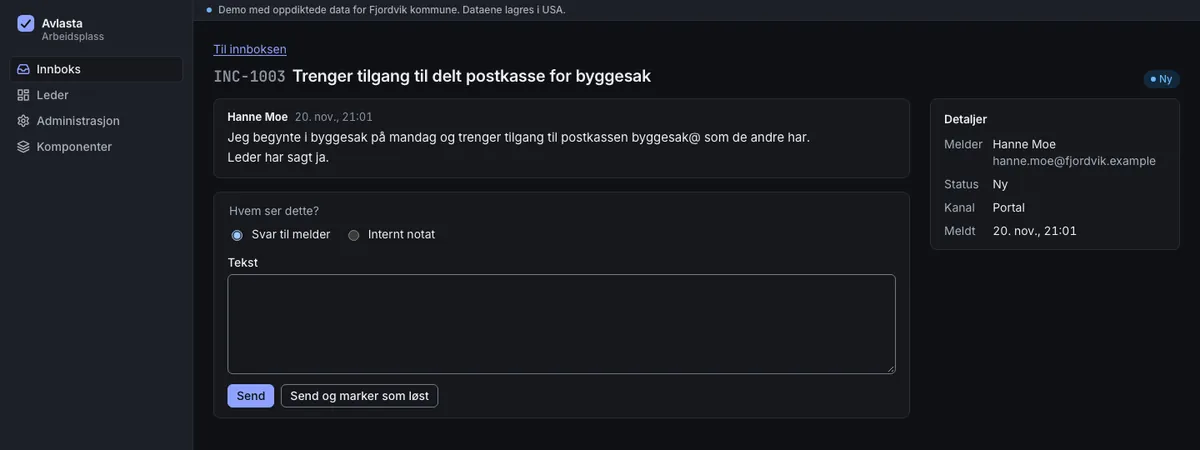 Avlasta
Arbeidsplass
Innboks
Leder
Administrasjon
Komponenter
Demo med oppdiktede data for Fjordvik kommune. Dataene lagres i USA.
Til innboksen
INC-1003 Trenger tilgang til delt postkasse for byggesak
Ny
Hanne Moe 20. nov., 21:01
Jeg begynte i byggesak på mandag og trenger tilgang til postkassen byggesak@ som de andre har.
Leder har sagt ja.
Hvem ser dette?
Svar til melder Internt notat
Tekst
Send Send og marker som løst
Detaljer
Melder Hanne Moe
hanne.moe@fjordvik.example
Status Ny
Kanal Portal
Meldt 20. nov., 21:01